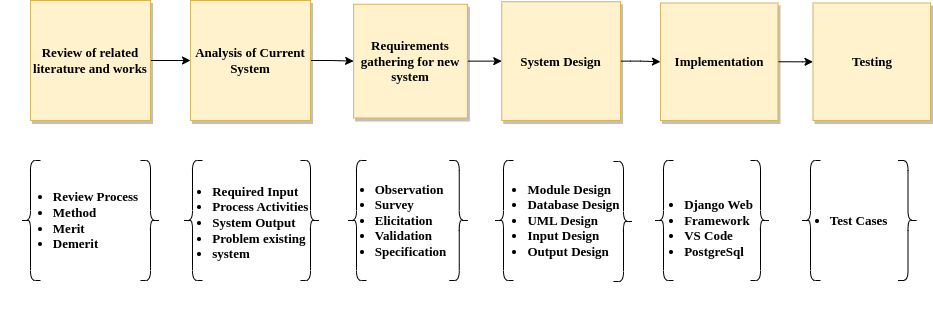 Review of related
literature and works
Analysis of Current
System
Requirements
gathering for new
system
System Design
Implementation
Testing
• Review Process
• Method
• Merit
• Demerit
• Required Input
• Process Activities
• System Output
• Problem existing
• system
• Observation
• Survey
• Elicitation
• Validation
• Specification
• Module Design
• Database Design
• UML Design
• Input Design
• Output Design
• Django Web
• Framework
• VS Code
• PostgreSql
• Test Cases